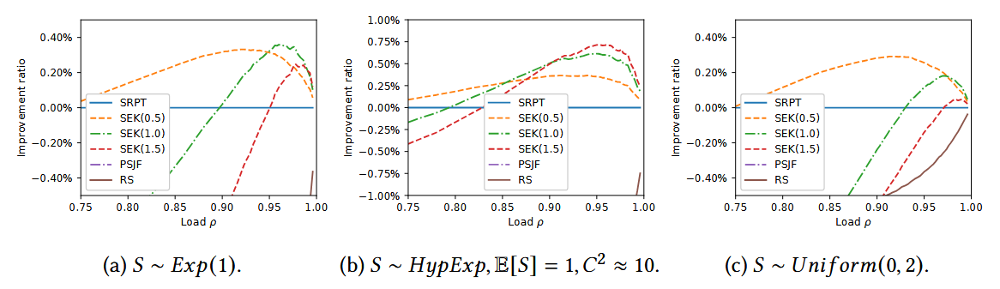 0.40%
0.20%
0.00%
−0.20%
−0.40%
Improvement ratio
SRPT
SEK(0.5)
SEK(1.0)
SEK(1.5)
PSJF
RS
0.75 0.80 0.85 0.90 0.95 1.00
Load ρ
(a) S ∼ Exp(1).
1.00%
0.75%
0.50%
0.25%
0.00%
−0.25%
−0.50%
−0.75%
−1.00%
Improvement ratio
SRPT
SEK(0.5)
SEK(1.0)
SEK(1.5)
PSJF
RS
0.75 0.80 0.85 0.90 0.95 1.00
Load ρ
(b) S ∼ HypExp, 𝔼[S] = 1, C² ≈ 10.
0.40%
0.20%
0.00%
−0.20%
−0.40%
Improvement ratio
SRPT
SEK(0.5)
SEK(1.0)
SEK(1.5)
PSJF
RS
0.75 0.80 0.85 0.90 0.95 1.00
Load ρ
(c) S ∼ Uniform(0, 2).